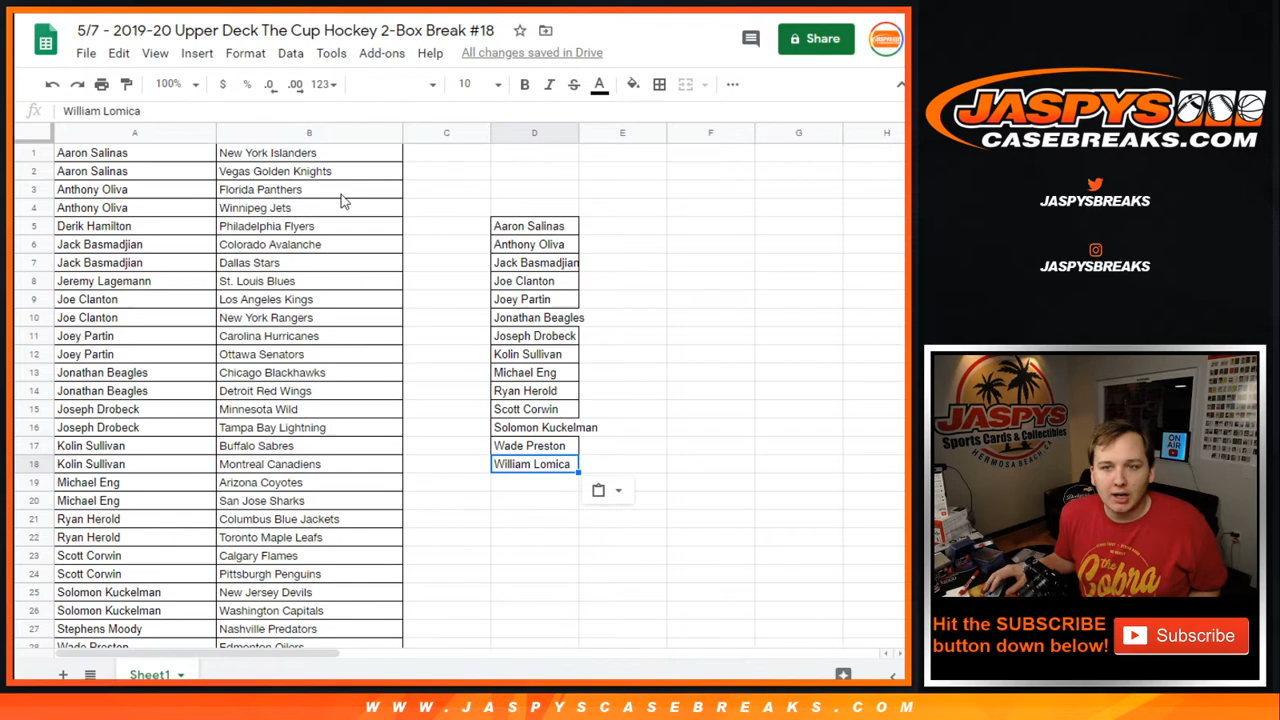 5/7 - 2019-20 Upper Deck The Cup Hockey 2-Box Break #18
Share
File Edit View Insert Format Data Tools Add-ons Help All changes saved in Drive
100% $ % .0 .00 123 10 B I S A
fx William Lomica
A B C D E F G H
1 Aaron Salinas New York Islanders
2 Aaron Salinas Vegas Golden Knights
3 Anthony Oliva Florida Panthers
4 Anthony Oliva Winnipeg Jets
5 Derik Hamilton Philadelphia Flyers Aaron Salinas
6 Jack Basmadjian Colorado Avalanche Anthony Oliva
7 Jack Basmadjian Dallas Stars Jack Basmadjian
8 Jeremy Lagemann St. Louis Blues Joe Clanton
9 Joe Clanton Los Angeles Kings Joey Partin
10 Joe Clanton New York Rangers Jonathan Beagles
11 Joey Partin Carolina Hurricanes Joseph Drobeck
12 Joey Partin Ottawa Senators Kolin Sullivan
13 Jonathan Beagles Chicago Blackhawks Michael Eng
14 Jonathan Beagles Detroit Red Wings Ryan Herold
15 Joseph Drobeck Minnesota Wild Scott Corwin
16 Joseph Drobeck Tampa Bay Lightning Solomon Kuckelman
17 Kolin Sullivan Buffalo Sabres Wade Preston
18 Kolin Sullivan Montreal Canadiens William Lomica
19 Michael Eng Arizona Coyotes
20 Michael Eng San Jose Sharks
21 Ryan Herold Columbus Blue Jackets
22 Ryan Herold Toronto Maple Leafs
23 Scott Corwin Calgary Flames
24 Scott Corwin Pittsburgh Penguins
25 Solomon Kuckelman New Jersey Devils
26 Solomon Kuckelman Washington Capitals
27 Stephens Moody Nashville Predators
28 Wade Preston Edmonton Oilers
Sheet1
JASPYS
CASEBREAKS.COM
JASPYSBREAKS
JASPYSBREAKS
JASPYS
Sports Cards & Collectibles
HERMOSA BEACH, CA
ON
AIR
the
Cobra
Hit the SUBSCRIBE
button down below!
Subscribe
WWW.JASPYSCASEBREAKS.COM